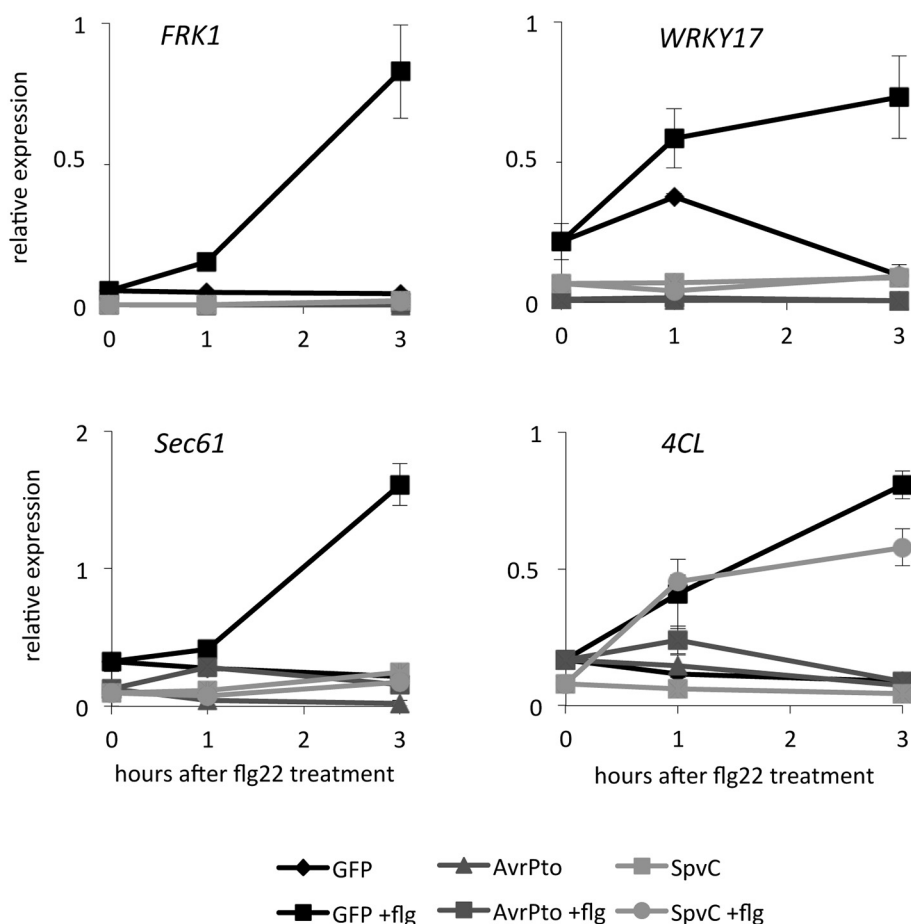 FRK1
WRKY17
1
0.5
0
0 1 2 3
1
0.5
0
0 1 2 3
relative expression
Sec61
4CL
2
1
0
0 1 2 3
1
0.5
0
0 1 2 3
relative expression
hours after flg22 treatment
hours after flg22 treatment
GFP
AvrPto
SpvC
GFP +flg
AvrPto +flg
SpvC +flg